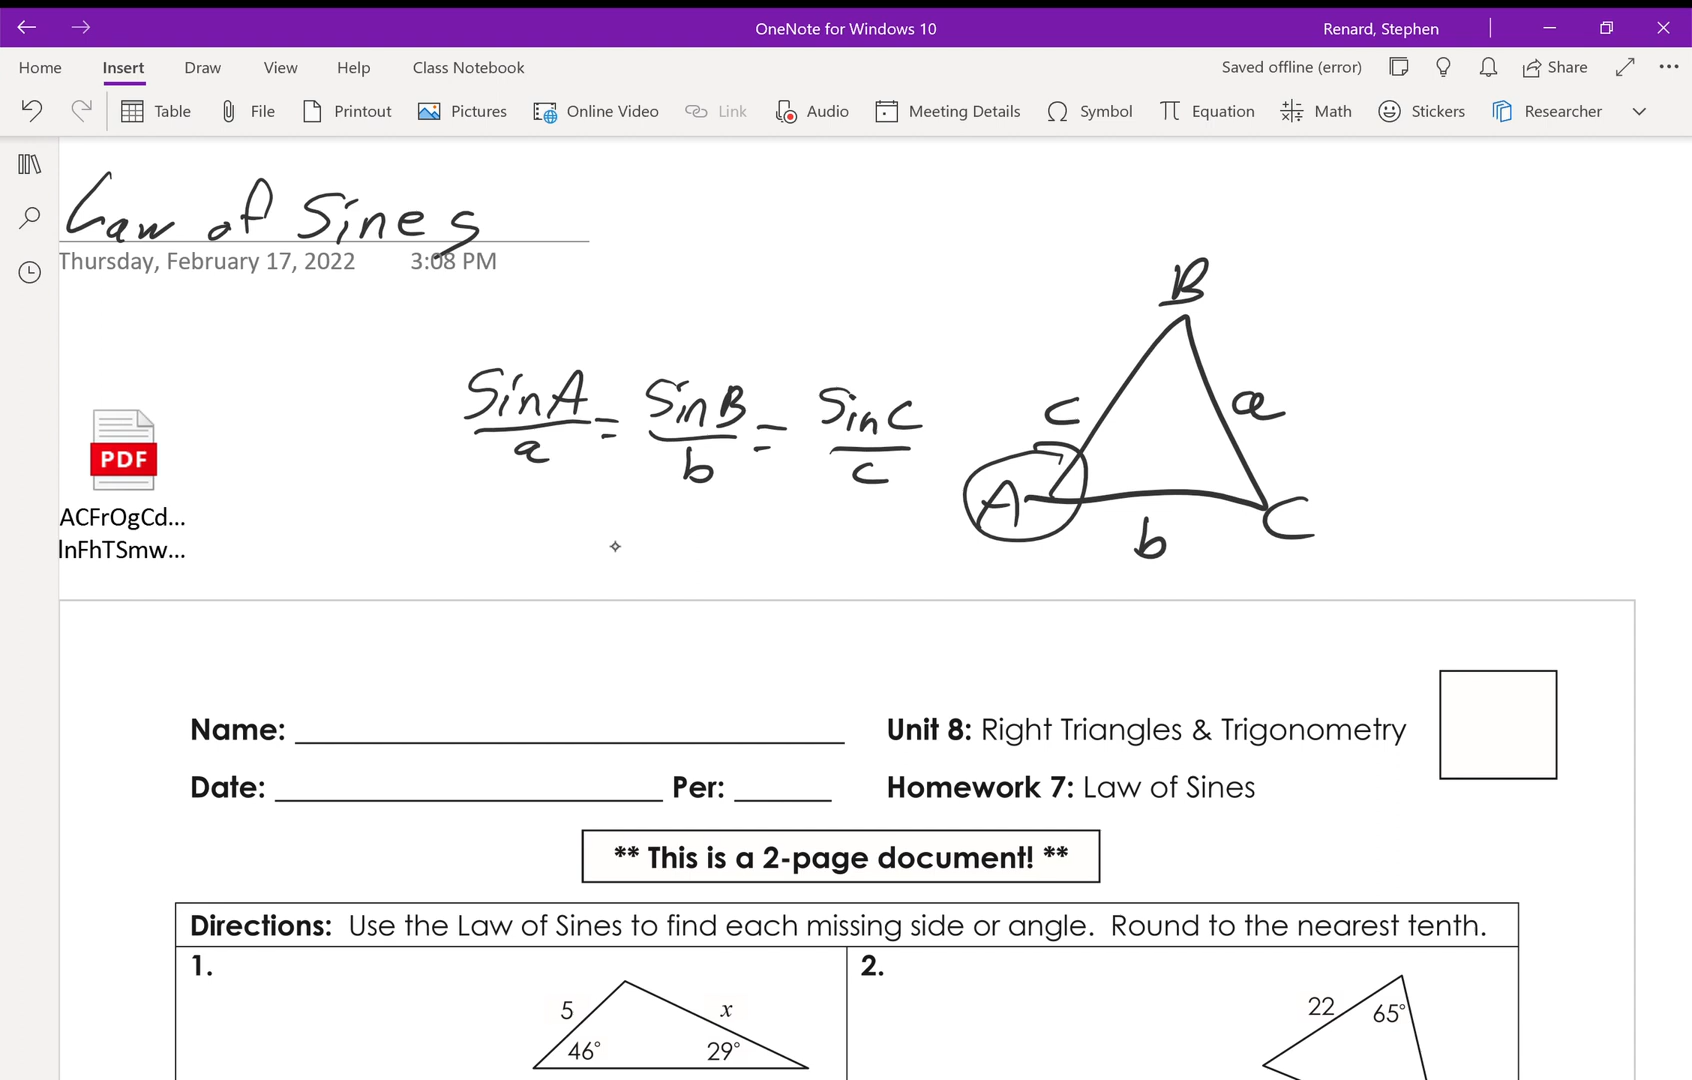 OneNote for Windows 10
Renard, Stephen
Home Insert Draw View Help Class Notebook
Saved offline (error) Share
Table File Printout Pictures Online Video Link Audio Meeting Details Symbol Equation Math Stickers Researcher
Law of Sines
Thursday, February 17, 2022 3:08 PM
B
SinA/a = SinB/b = SinC/c
c
a
A
C
b
PDF
ACFrOgCd...
lnFhTSmw...
Name: Unit 8: Right Triangles & Trigonometry
Date: Per: Homework 7: Law of Sines
** This is a 2-page document! **
Directions: Use the Law of Sines to find each missing side or angle. Round to the nearest tenth.
1.
5 x
46° 29°
2.
22 65°